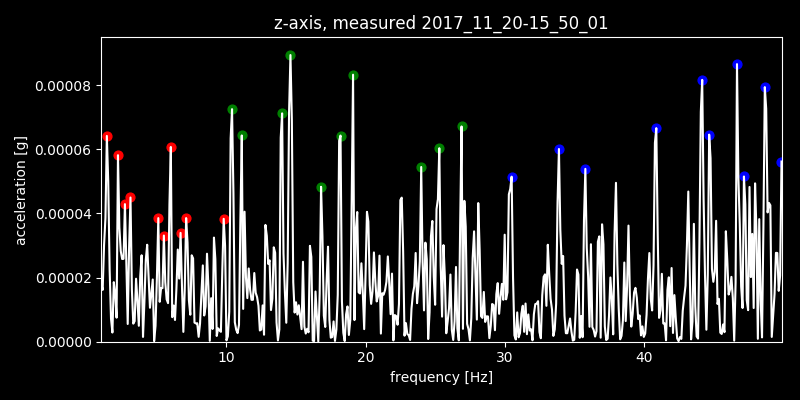 z-axis, measured 2017_11_20-15_50_01
0.00008
0.00006
0.00004
0.00002
0.00000
acceleration [g]
10 20 30 40
frequency [Hz]